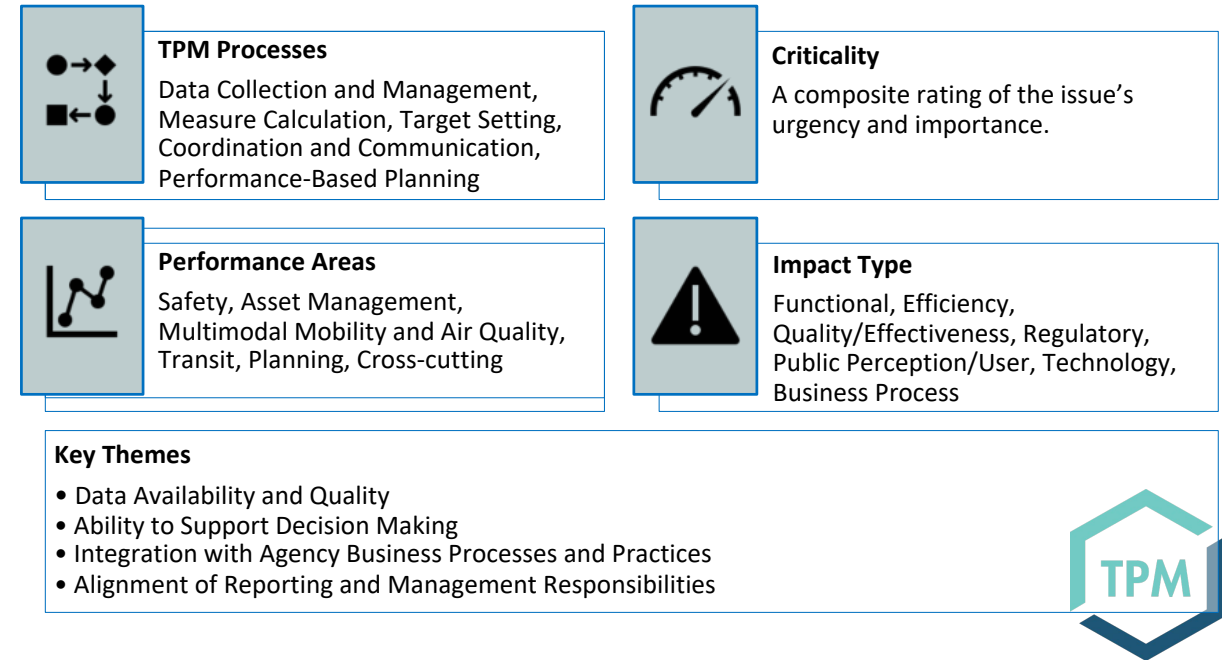 TPM Processes
Data Collection and Management,
Measure Calculation, Target Setting,
Coordination and Communication,
Performance-Based Planning
Criticality
A composite rating of the issue’s
urgency and importance.
Performance Areas
Safety, Asset Management,
Multimodal Mobility and Air Quality,
Transit, Planning, Cross-cutting
Impact Type
Functional, Efficiency,
Quality/Effectiveness, Regulatory,
Public Perception/User, Technology,
Business Process
Key Themes
• Data Availability and Quality
• Ability to Support Decision Making
• Integration with Agency Business Processes and Practices
• Alignment of Reporting and Management Responsibilities
TPM